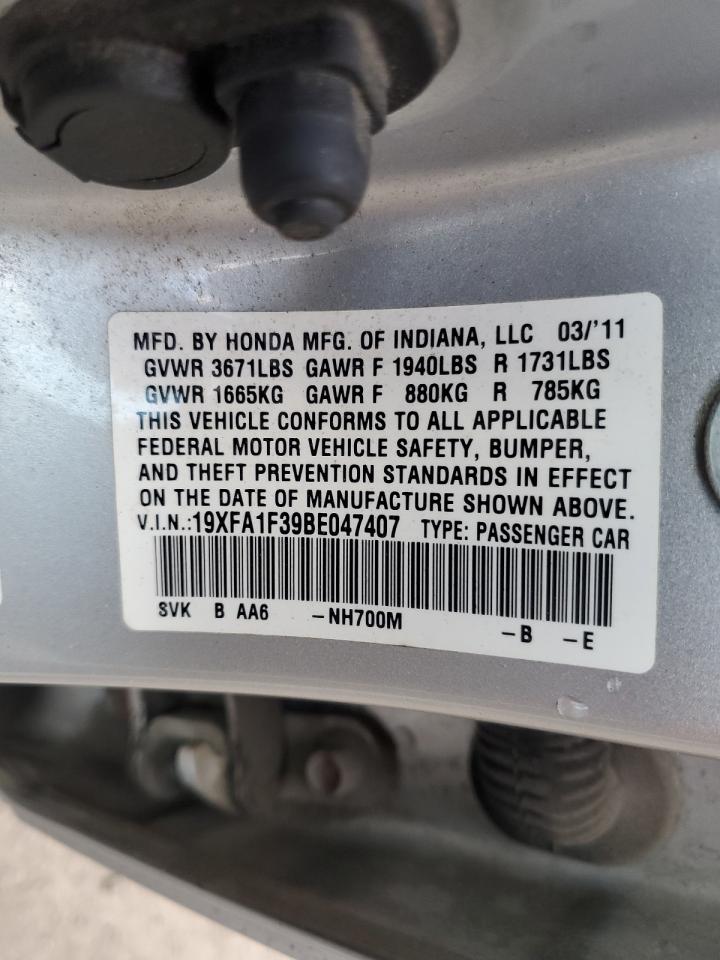 MFD. BY HONDA MFG. OF INDIANA, LLC 03/'11
GVWR 3671LBS GAWR F 1940LBS R 1731LBS
GVWR 1665KG GAWR F 880KG R 785KG
THIS VEHICLE CONFORMS TO ALL APPLICABLE
FEDERAL MOTOR VEHICLE SAFETY, BUMPER,
AND THEFT PREVENTION STANDARDS IN EFFECT
ON THE DATE OF MANUFACTURE SHOWN ABOVE.
V.I.N.:19XFA1F39BE047407 TYPE: PASSENGER CAR
SVK B AA6 -NH700M -B -E